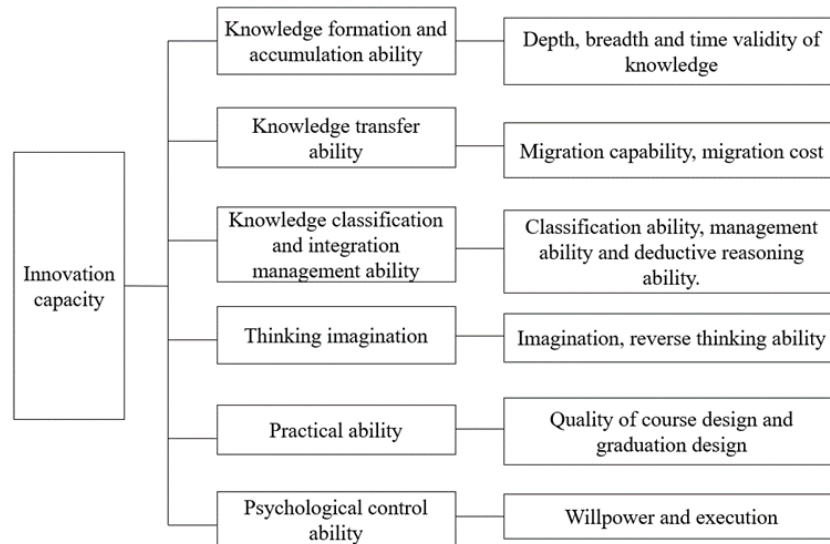 Knowledge formation and
accumulation ability
Depth, breadth and time validity of
knowledge
Knowledge transfer
ability
Migration capability, migration cost
Innovation
capacity
Knowledge classification
and integration
management ability
Classification ability, management
ability and deductive reasoning
ability.
Thinking imagination
Imagination, reverse thinking ability
Practical ability
Quality of course design and
graduation design
Psychological control
ability
Willpower and execution